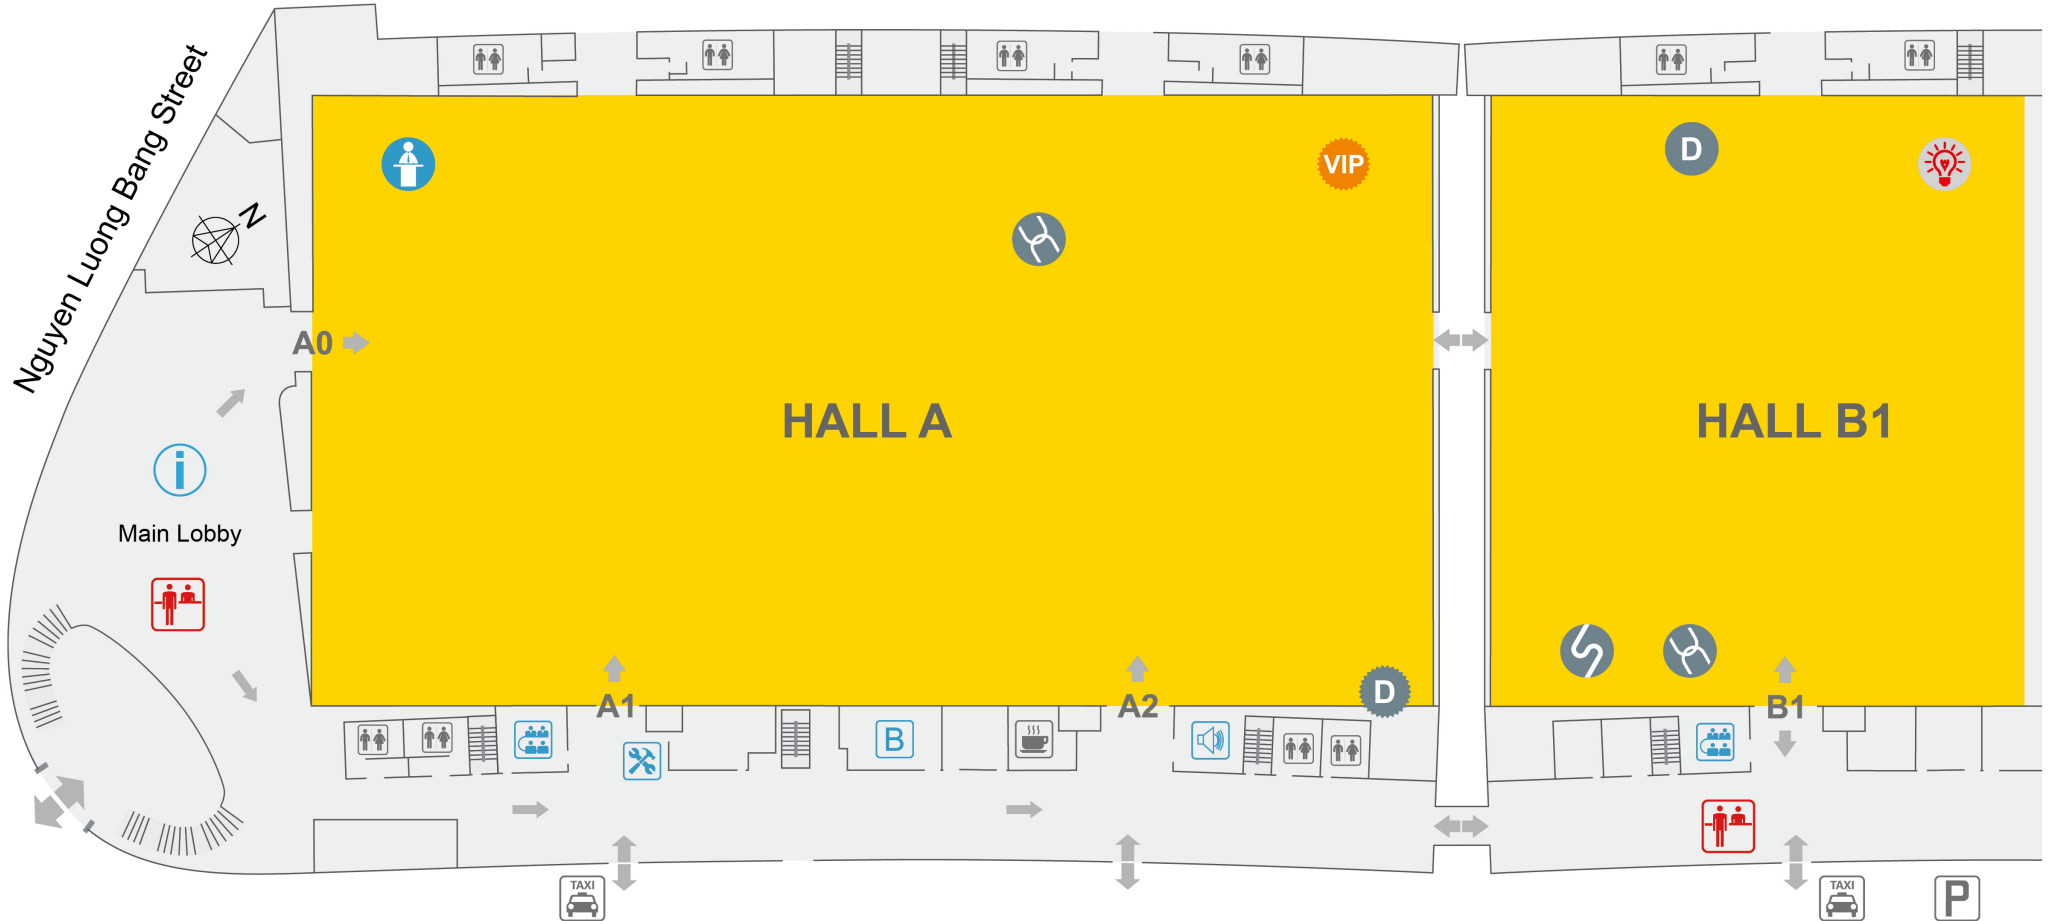 Nguyen Luong Bang Street
N
VIP
D
A0
HALL A
HALL B1
i
Main Lobby
D
A1
A2
B1
B
TAXI
TAXI
P